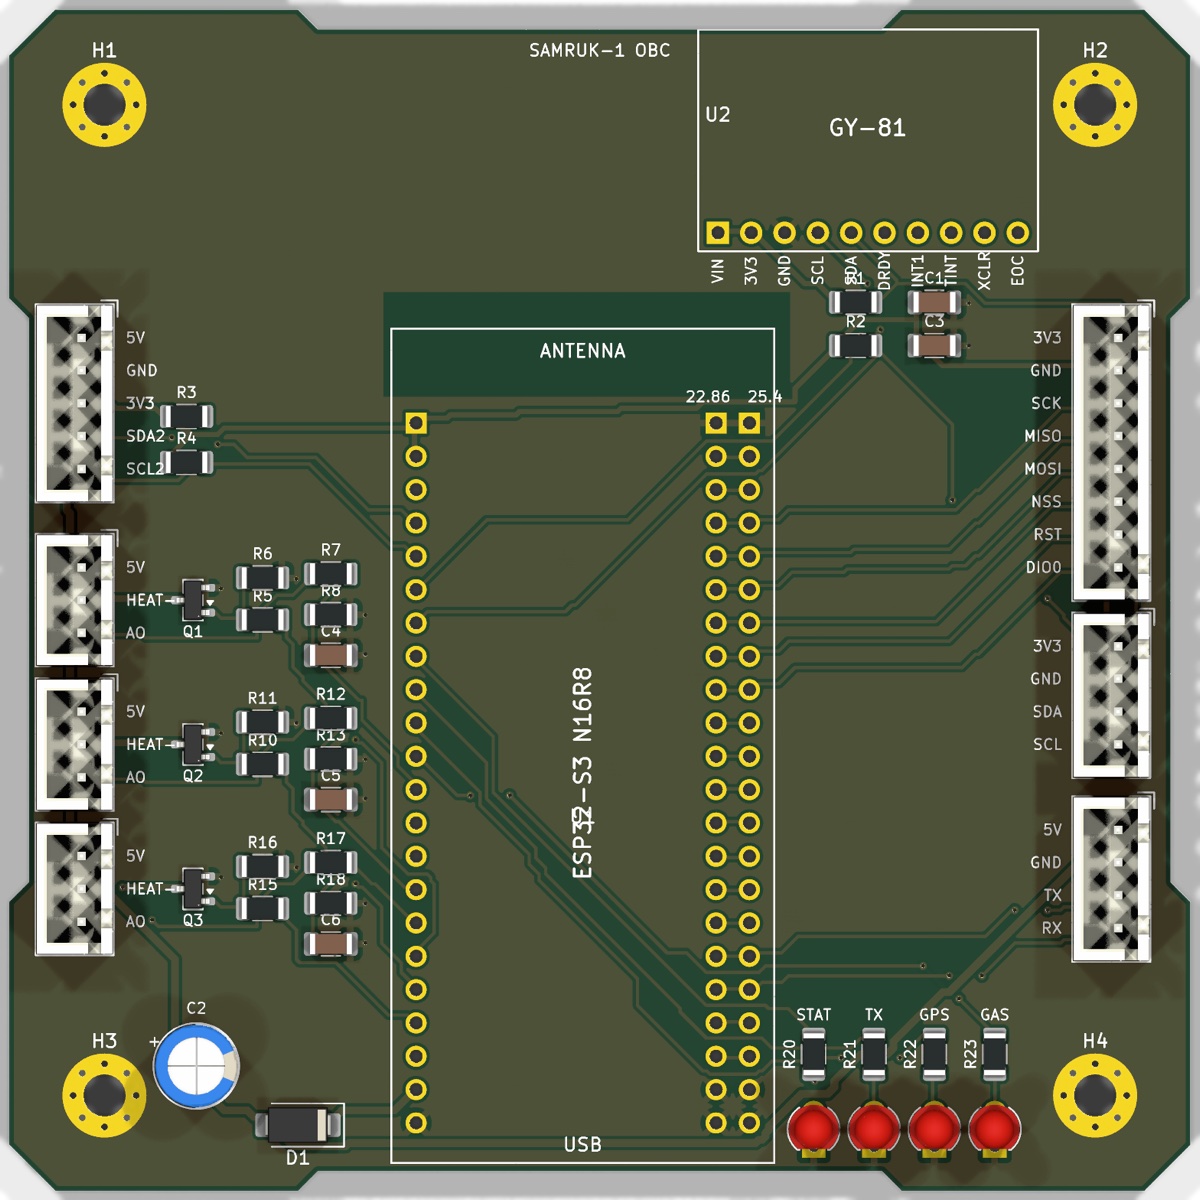 H1
SAMRUK-1 OBC
H2
U2
GY-81
VIN
3V3
GND
SCL
SDA
DRDY
INT1
TINT
XCLR
EOC
C1
R2
C3
ANTENNA
22.86
25.4
5V
GND
3V3
SDA2
SCL2
R3
R4
3V3
GND
SCK
MISO
MOSI
NSS
RST
DIO0
5V
HEAT-
AO
Q1
R6
R5
R7
R8
C4
3V3
GND
SDA
SCL
5V
HEAT-
AO
Q2
R11
R10
R12
R13
C5
ESP32-S3 N16R8
5V
HEAT-
AO
Q3
R16
R15
R17
R18
C6
5V
GND
TX
RX
C2
+
STAT
TX
GPS
GAS
R20
R21
R22
R23
H3
H4
D1
USB